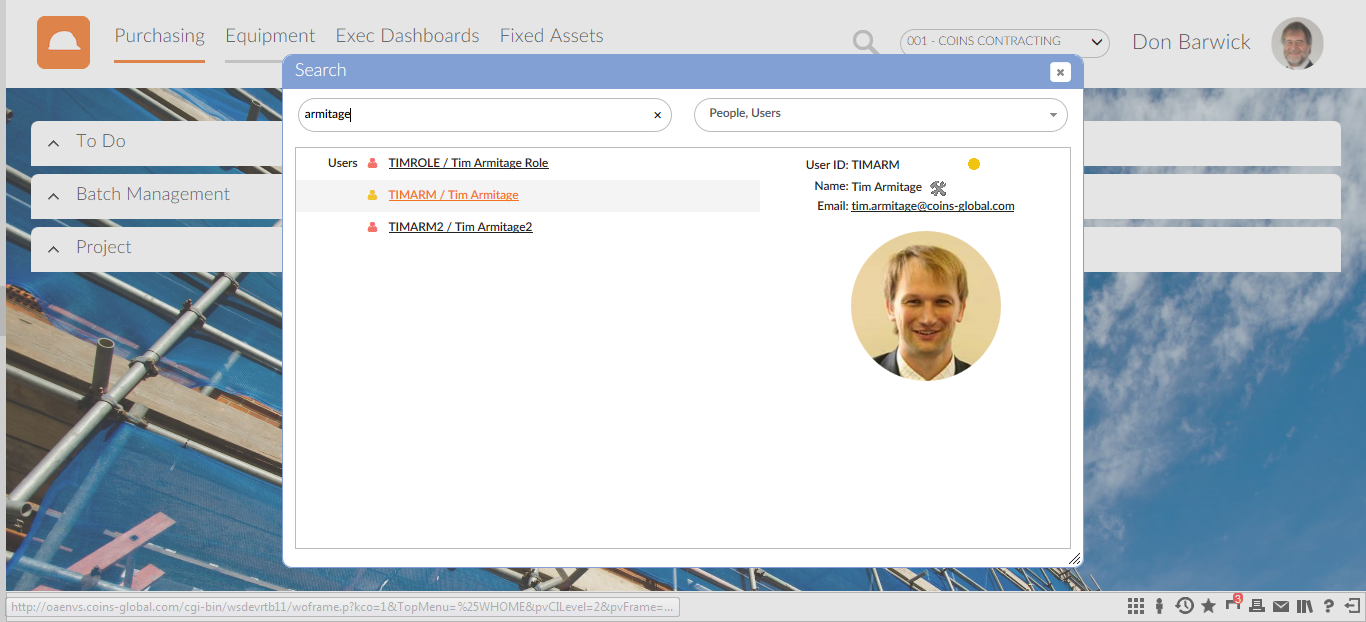 Purchasing Equipment Exec Dashboards Fixed Assets 001 - COINS CONTRACTING Don Barwick
Search
armitage × People, Users
To Do
Batch Management
Project
Users TIMROLE / Tim Armitage Role
TIMARM / Tim Armitage
TIMARM2 / Tim Armitage2
User ID: TIMARM
Name: Tim Armitage
Email: tim.armitage@coins-global.com
http://oaenvs.coins-global.com/cgi-bin/wsdevrtb11/woframe.p?kco=1&TopMenu=%25WHOME&pvCILevel=2&pvFrame=...
3
?